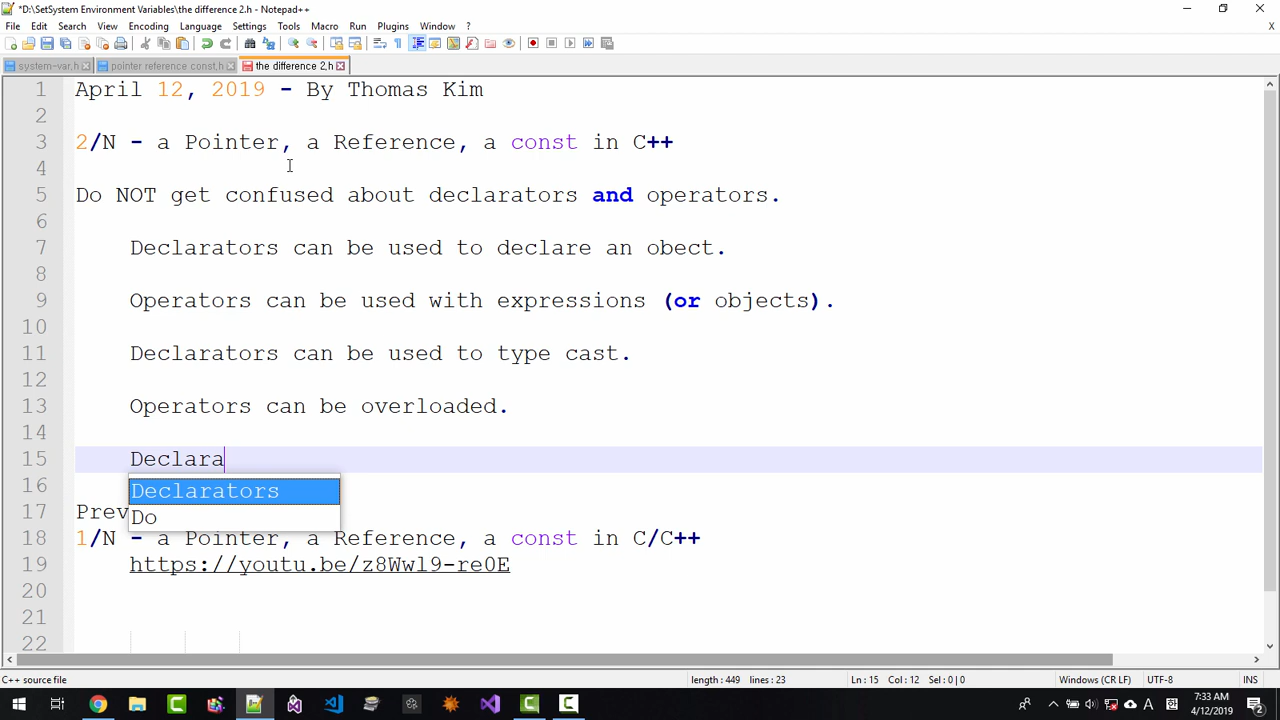 *D:\SetSystem Environment Variables\the difference 2.h - Notepad++
File Edit Search View Encoding Language Settings Tools Macro Run Plugins Window ?
system-var.h pointer reference const.h the difference 2.h
1 April 12, 2019 - By Thomas Kim
2
3 2/N - a Pointer, a Reference, a const in C++
4
5 Do NOT get confused about declarators and operators.
6
7 Declarators can be used to declare an obect.
8
9 Operators can be used with expressions (or objects).
10
11 Declarators can be used to type cast.
12
13 Operators can be overloaded.
14
15 Declara
16 Declarators
17 Prev
Do
18 1/N - a Pointer, a Reference, a const in C/C++
19 https://youtu.be/z8Wwl9-re0E
20
21
22
C++ source file length : 449 lines : 23 Ln : 15 Col : 12 Sel : 0 | 0 Windows (CR LF) UTF-8 INS
7:33 AM
4/12/2019